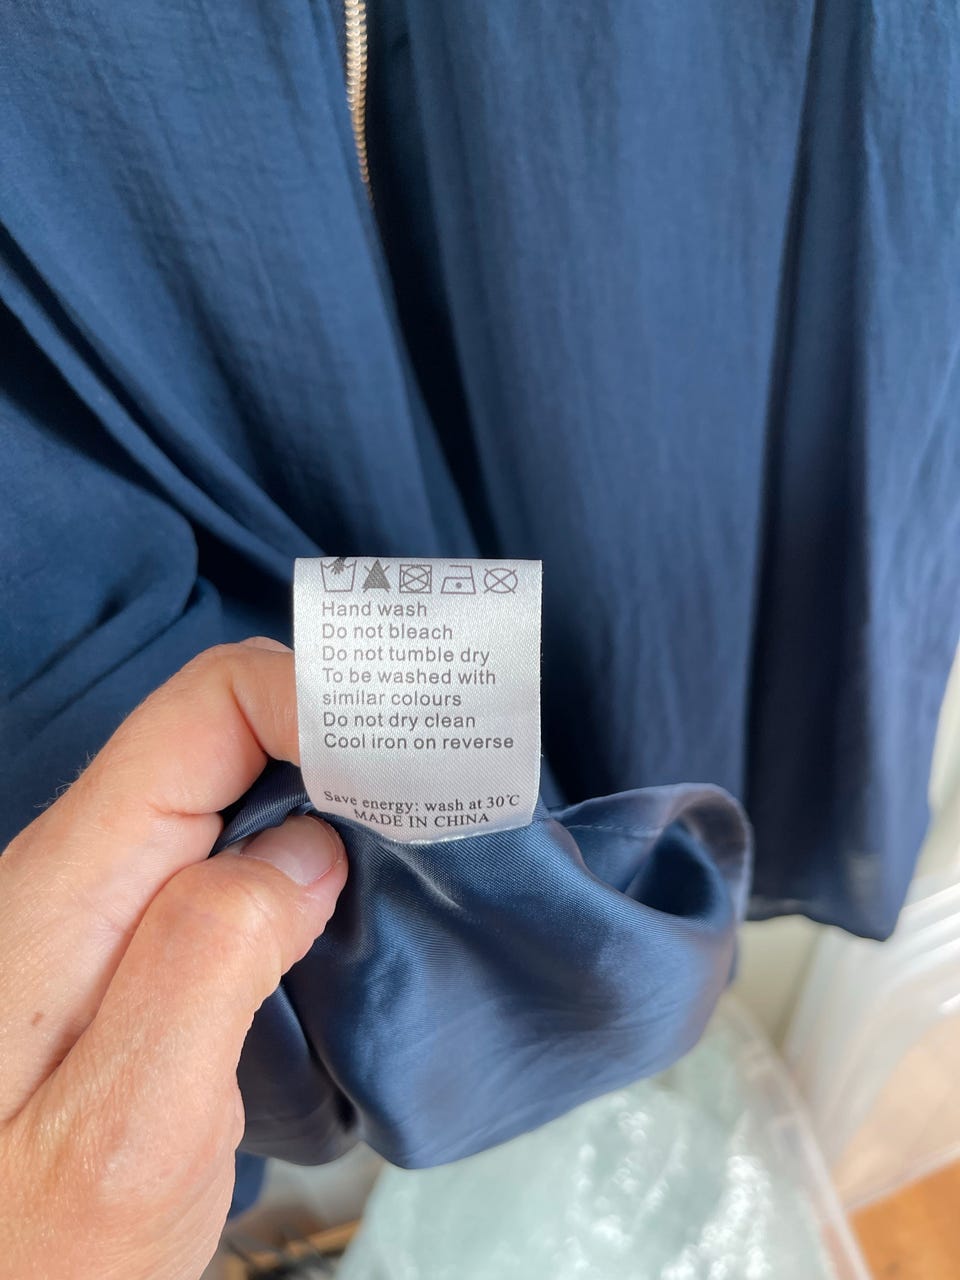 Hand wash
Do not bleach
Do not tumble dry
To be washed with
similar colours
Do not dry clean
Cool iron on reverse
Save energy: wash at 30℃
MADE IN CHINA